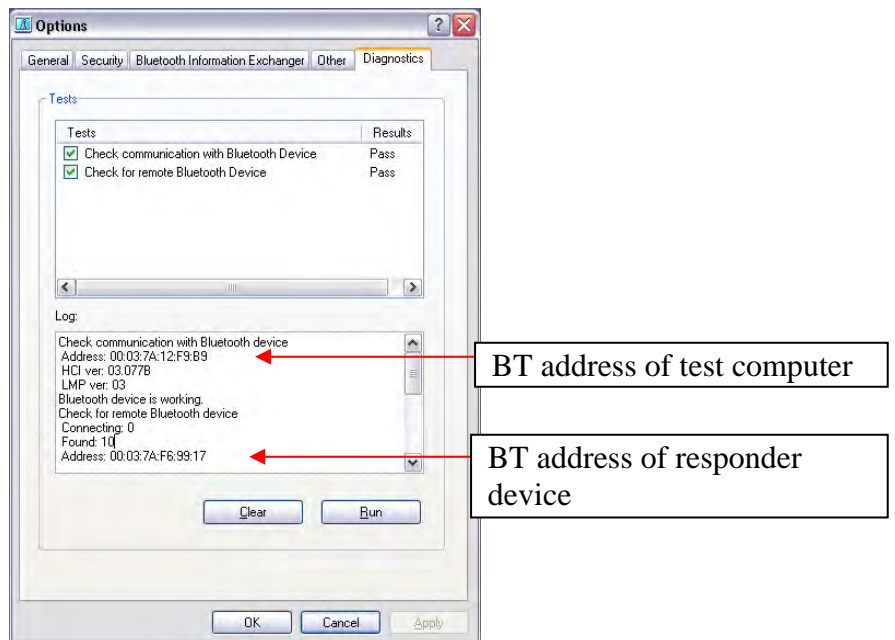 Options
General Security Bluetooth Information Exchanger Other Diagnostics
Tests
Tests Results
Check communication with Bluetooth Device Pass
Check for remote Bluetooth Device Pass
Log:
Check communication with Bluetooth device
Address: 00:03:7A:12:F9:B9
HCI ver: 03.077B
LMP ver: 03
Bluetooth device is working.
Check for remote Bluetooth device
Connecting: 0
Found: 10
Address: 00:03:7A:F6:99:17
BT address of test computer
BT address of responder
device
Clear Run
OK Cancel Apply